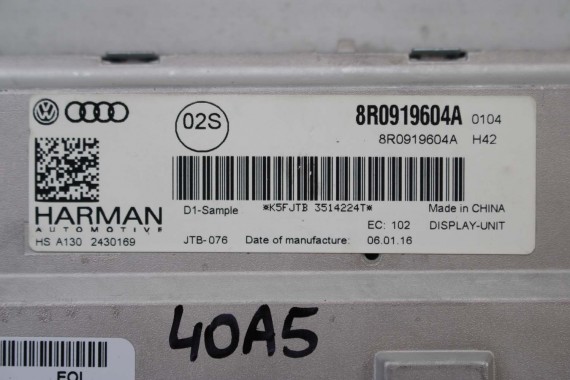 02S
8R0919604A 0104
8R0919604A H42
D1-Sample *K5FJTB 3514224T* Made in CHINA
HARMAN
AUTOMOTIVE
EC: 102 DISPLAY-UNIT
HS A130 2430169 JTB-076 Date of manufacture: 06.01.16
40A5
EOL